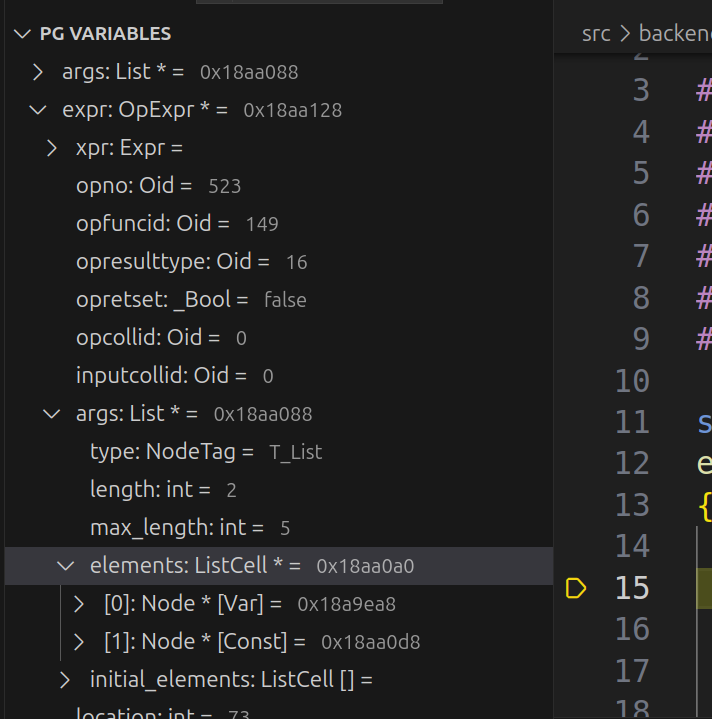 PG VARIABLES
args: List * = 0x18aa088
expr: OpExpr * = 0x18aa128
xpr: Expr =
opno: Oid = 523
opfuncid: Oid = 149
opresulttype: Oid = 16
opretset: _Bool = false
opcollid: Oid = 0
inputcollid: Oid = 0
args: List * = 0x18aa088
type: NodeTag = T_List
length: int = 2
max_length: int = 5
elements: ListCell * = 0x18aa0a0
[0]: Node * [Var] = 0x18a9ea8
[1]: Node * [Const] = 0x18aa0d8
initial_elements: ListCell [] =
location: int = 73
src > backend
2
3 #
4 #
5 #
6 #
7 #
8 #
9 #
10
11 s
12 e
13 {
14
15
16
17
18